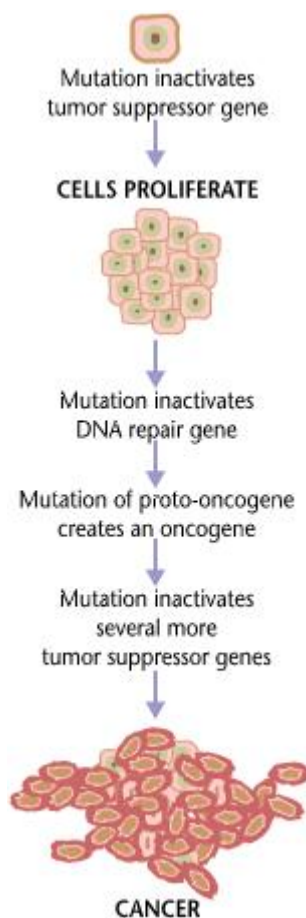 Mutation inactivates
tumor suppressor gene
CELLS PROLIFERATE
Mutation inactivates
DNA repair gene
Mutation of proto-oncogene
creates an oncogene
Mutation inactivates
several more
tumor suppressor genes
CANCER